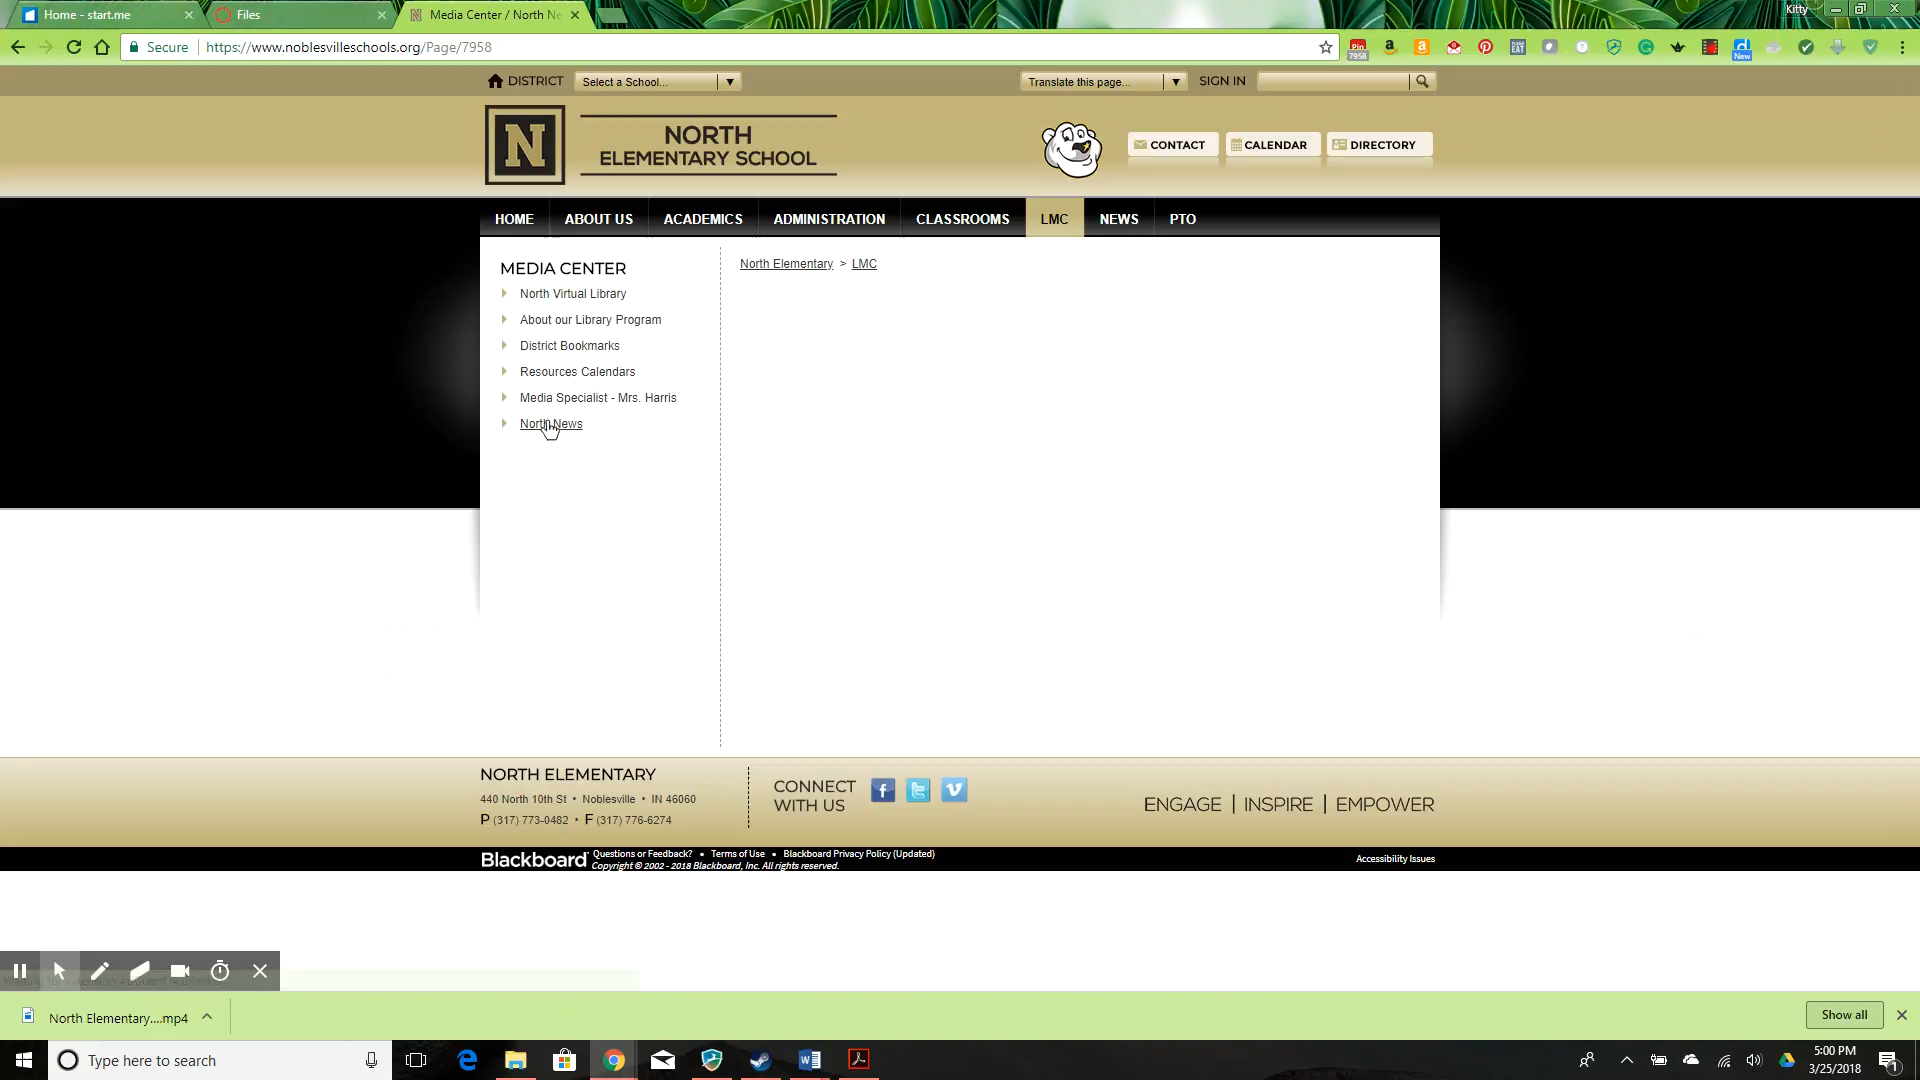 Home - start.me
Files
Media Center / North Ne
Kitty
Secure https://www.noblesvilleschools.org/Page/7958
Pin
7958
New
DISTRICT Select a School... Translate this page... SIGN IN
N
NORTH
ELEMENTARY SCHOOL
CONTACT CALENDAR DIRECTORY
HOME ABOUT US ACADEMICS ADMINISTRATION CLASSROOMS LMC NEWS PTO
MEDIA CENTER
North Virtual Library
About our Library Program
District Bookmarks
Resources Calendars
Media Specialist - Mrs. Harris
North News
North Elementary > LMC
NORTH ELEMENTARY
440 North 10th St • Noblesville • IN 46060
P (317) 773-0482 • F (317) 776-6274
CONNECT
WITH US
ENGAGE | INSPIRE | EMPOWER
Blackboard
Questions or Feedback? • Terms of Use • Blackboard Privacy Policy (Updated)
Copyright © 2002 - 2018 Blackboard, Inc. All rights reserved.
Accessibility Issues
North Elementary....mp4
Show all
Type here to search
5:00 PM
3/25/2018
1